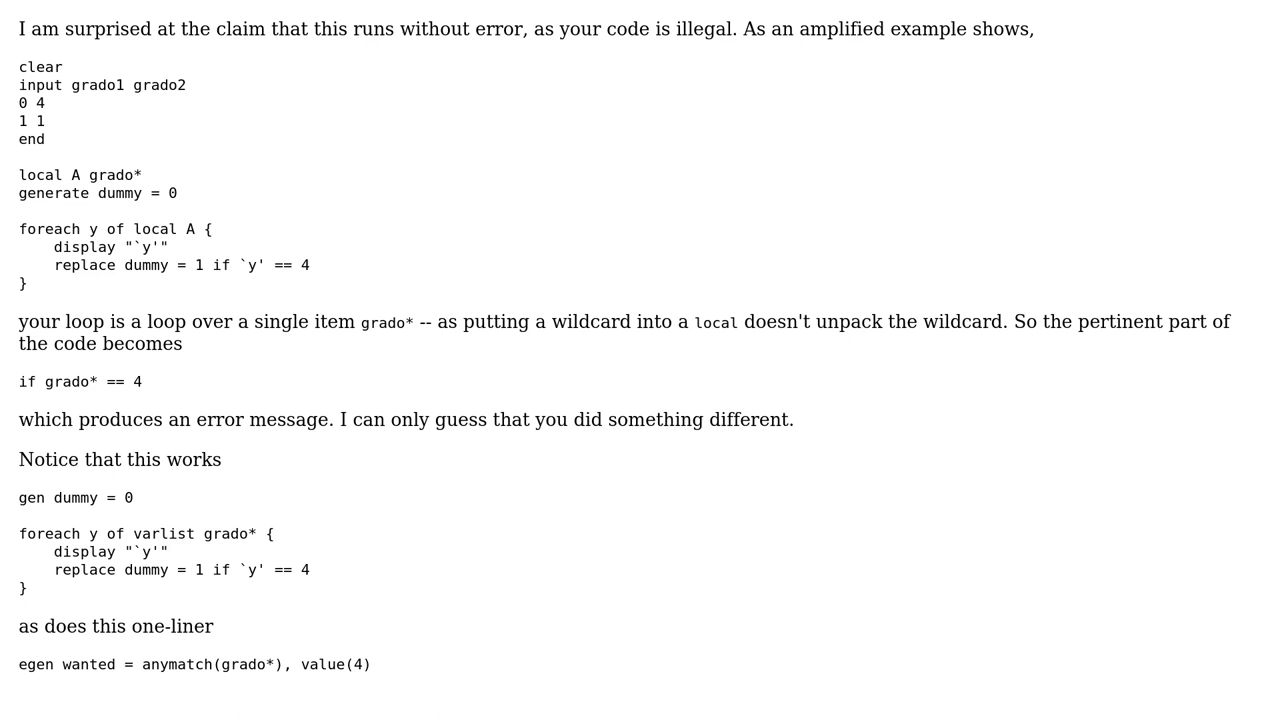 I am surprised at the claim that this runs without error, as your code is illegal. As an amplified example shows,
clear
input grado1 grado2
0 4
1 1
end
local A grado*
generate dummy = 0
foreach y of local A {
    display "`y'"
    replace dummy = 1 if `y' == 4
}
your loop is a loop over a single item grado* -- as putting a wildcard into a local doesn't unpack the wildcard. So the pertinent part of
the code becomes
if grado* == 4
which produces an error message. I can only guess that you did something different.
Notice that this works
gen dummy = 0
foreach y of varlist grado* {
    display "`y'"
    replace dummy = 1 if `y' == 4
}
as does this one-liner
egen wanted = anymatch(grado*), value(4)